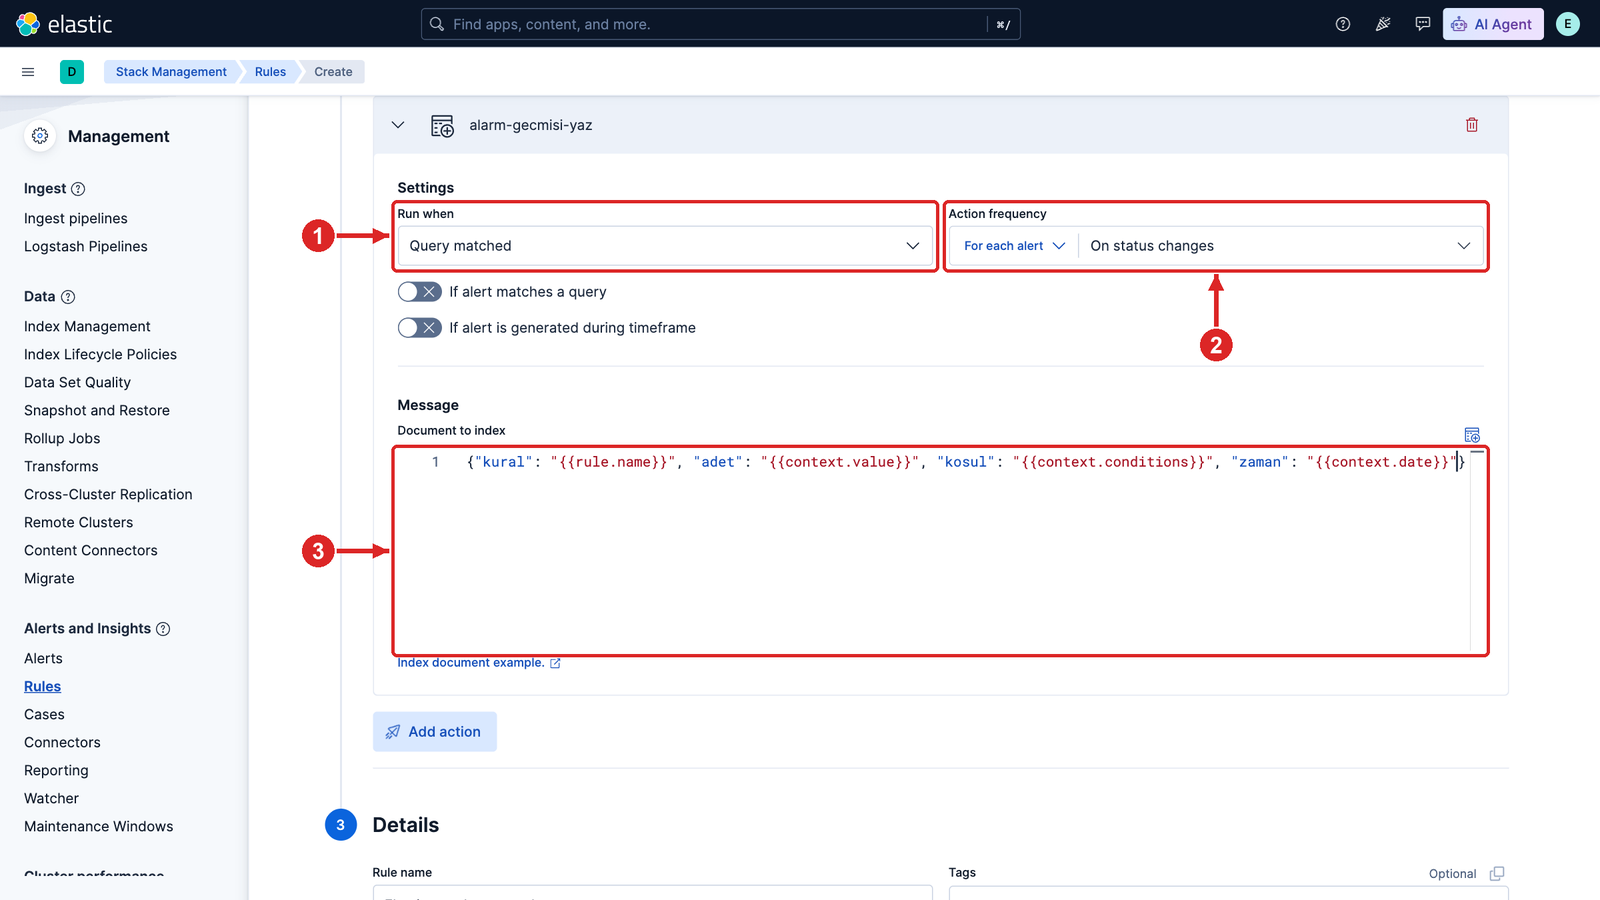 elastic
Find apps, content, and more.
⌘/
AI Agent
E
D
Stack Management
Rules
Create
Management
Ingest
Ingest pipelines
Logstash Pipelines
Data
Index Management
Index Lifecycle Policies
Data Set Quality
Snapshot and Restore
Rollup Jobs
Transforms
Cross-Cluster Replication
Remote Clusters
Content Connectors
Migrate
Alerts and Insights
Alerts
Rules
Cases
Connectors
Reporting
Watcher
Maintenance Windows
Cluster performance
alarm-gecmisi-yaz
Settings
Run when
Query matched
Action frequency
For each alert
On status changes
1
If alert matches a query
If alert is generated during timeframe
2
Message
Document to index
1 {"kural": "{{rule.name}}", "adet": "{{context.value}}", "kosul": "{{context.conditions}}", "zaman": "{{context.date}}"}
3
Index document example.
Add action
3 Details
Rule name
Tags
Optional